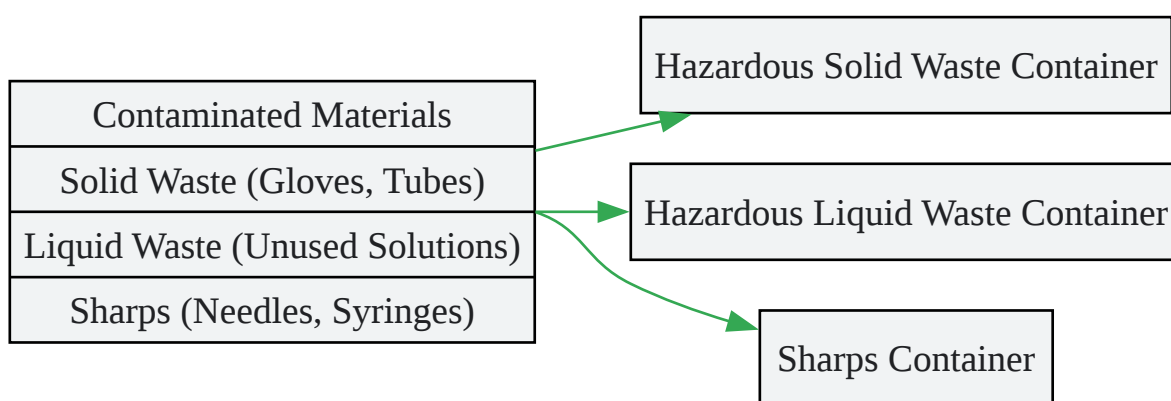 Contaminated Materials
Solid Waste (Gloves, Tubes)
Liquid Waste (Unused Solutions)
Sharps (Needles, Syringes)
Hazardous Solid Waste Container
Hazardous Liquid Waste Container
Sharps Container